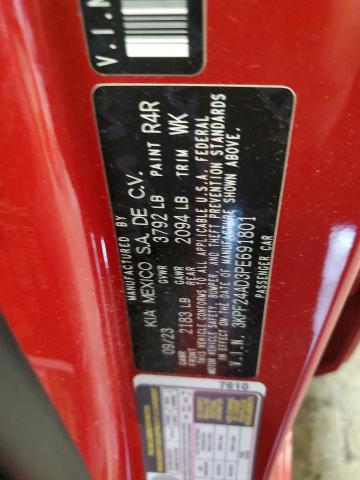 V.I.N
MANUFACTURED BY
KIA MEXICO S.A. DE C.V.
09/23 GVWR 3792 LB PAINT R4R
GAWR FRONT 2183 LB GAWR REAR 2094 LB TRIM WK
THIS VEHICLE CONFORMS TO ALL APPLICABLE U.S.A. FEDERAL
MOTOR VEHICLE SAFETY, BUMPER, AND THEFT PREVENTION STANDARDS
IN EFFECT ON THE DATE OF MANUFACTURE SHOWN ABOVE.
V.I.N. 3KPF24AD3PE691801
PASSENGER CAR
7610